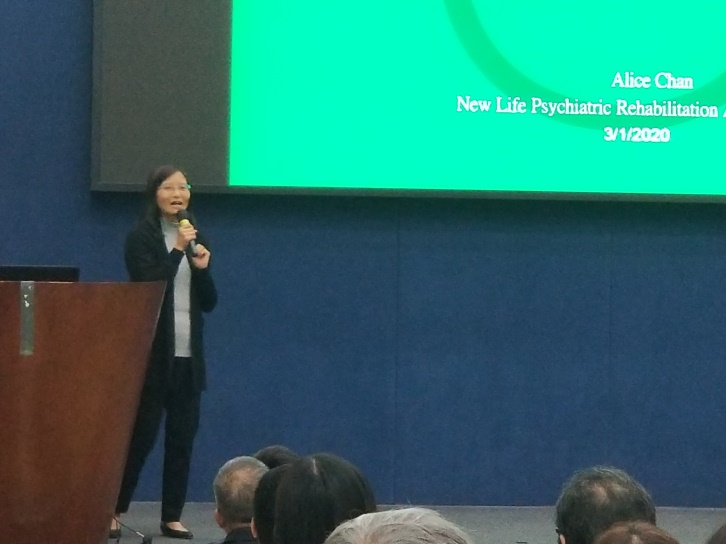 Alice Chan
New Life Psychiatric Rehabilitation
3/1/2020